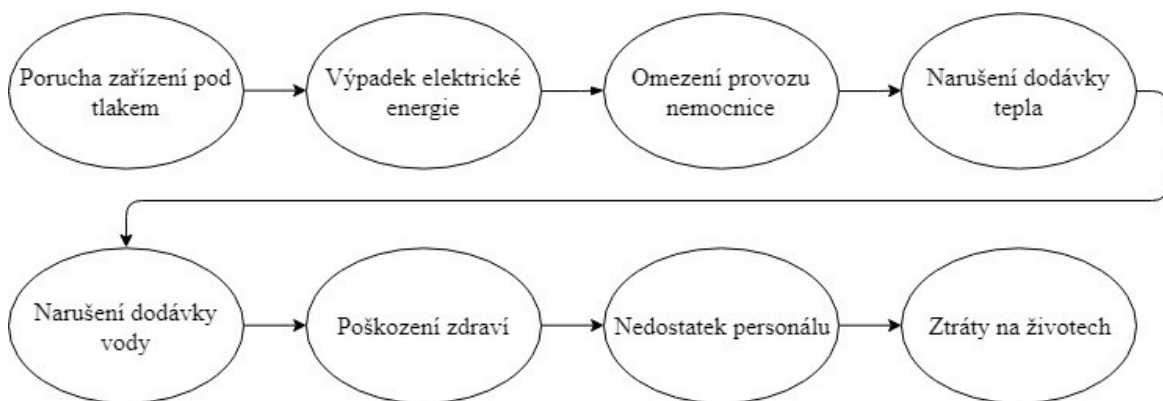 Porucha zařízení pod
tlakem
Výpadek elektrické
energie
Omezení provozu
nemocnice
Narušení dodávky
tepla
Narušení dodávky
vody
Poškození zdraví
Nedostatek personálu
Ztráty na životech